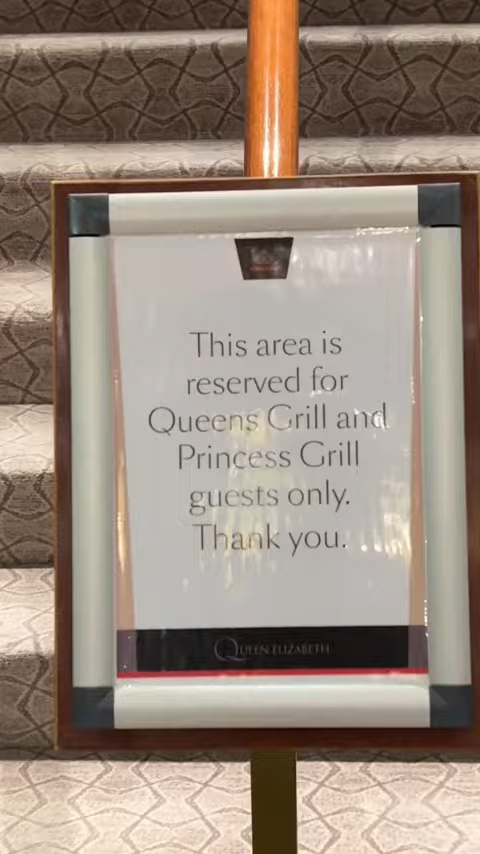 This area is
reserved for
Queens Grill and
Princess Grill
guests only.
Thank you.
QUEEN ELIZABETH